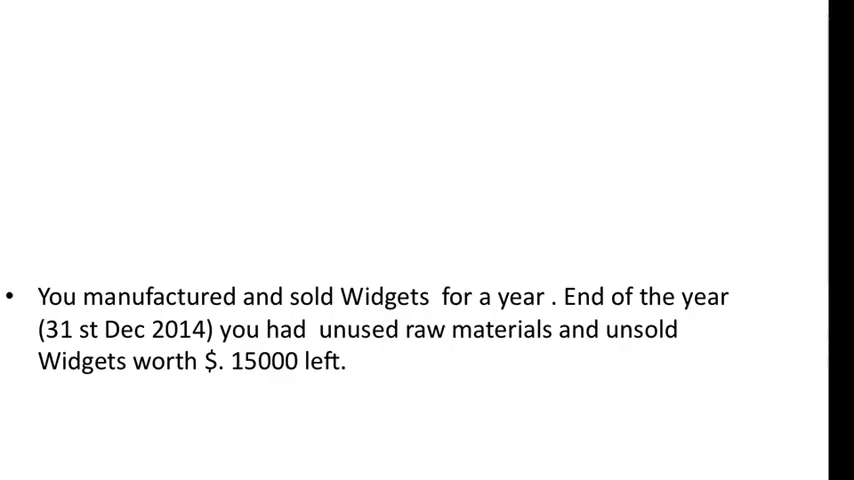 • You manufactured and sold Widgets  for a year . End of the year
(31 st Dec 2014) you had  unused raw materials and unsold
Widgets worth $. 15000 left.